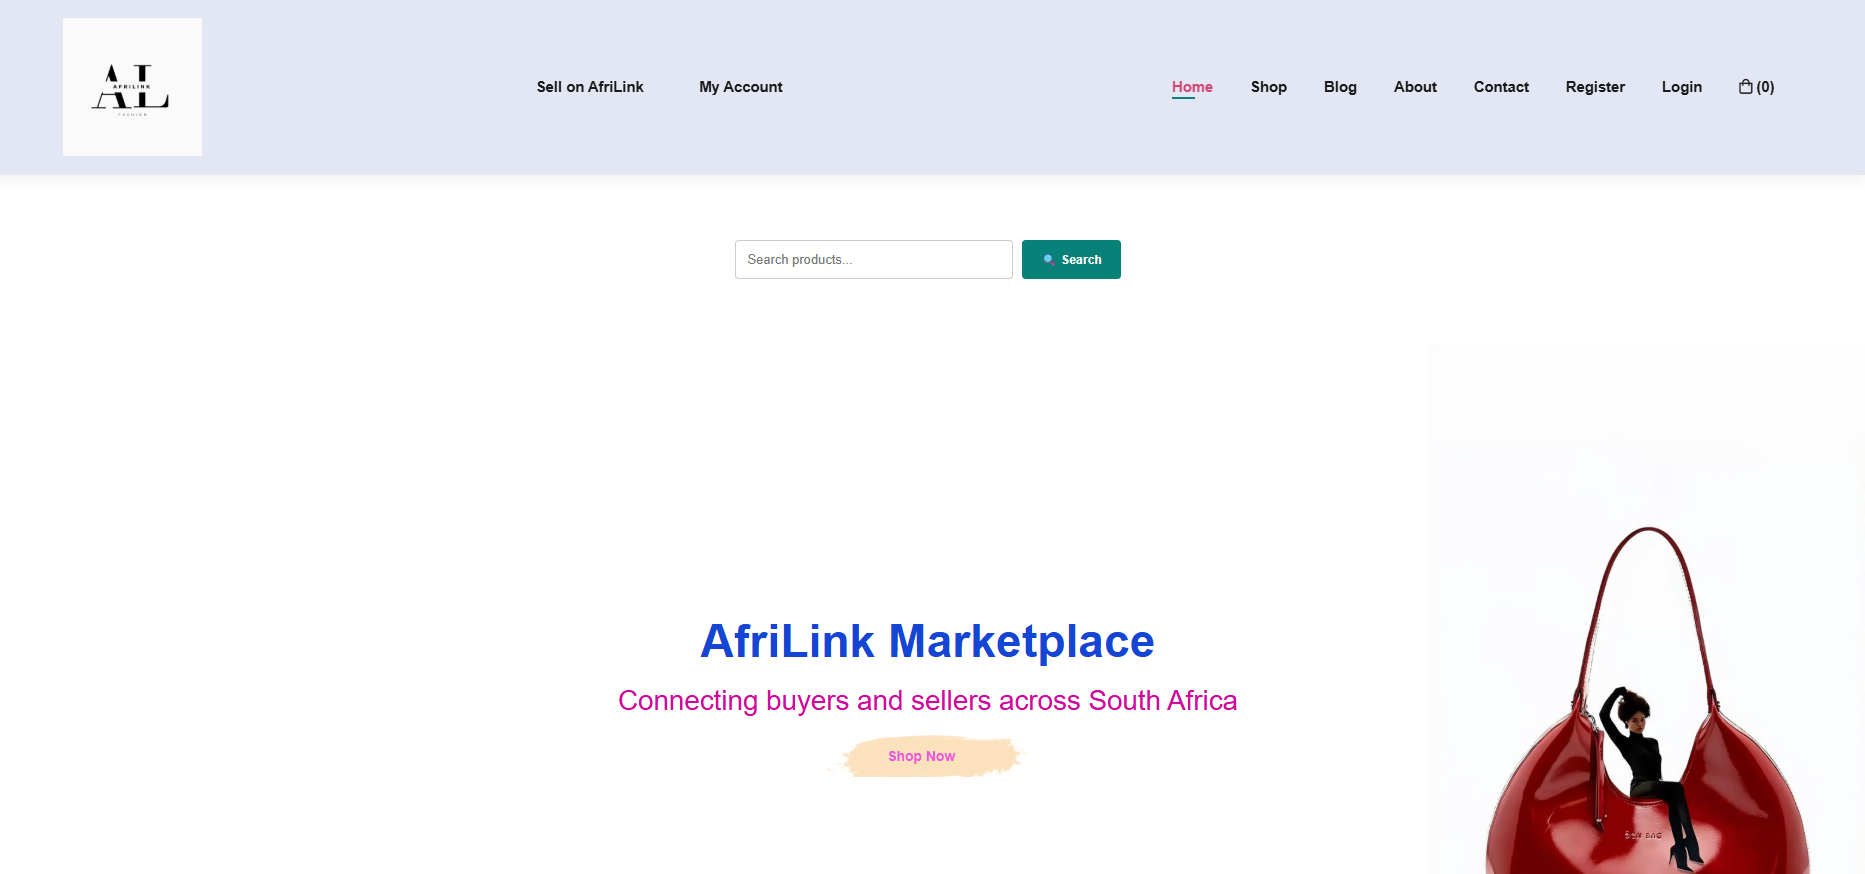 AFRILINK
FASHION
Sell on AfriLink
My Account
Home
Shop
Blog
About
Contact
Register
Login
(0)
Search products...
Search
AfriLink Marketplace
Connecting buyers and sellers across South Africa
Shop Now